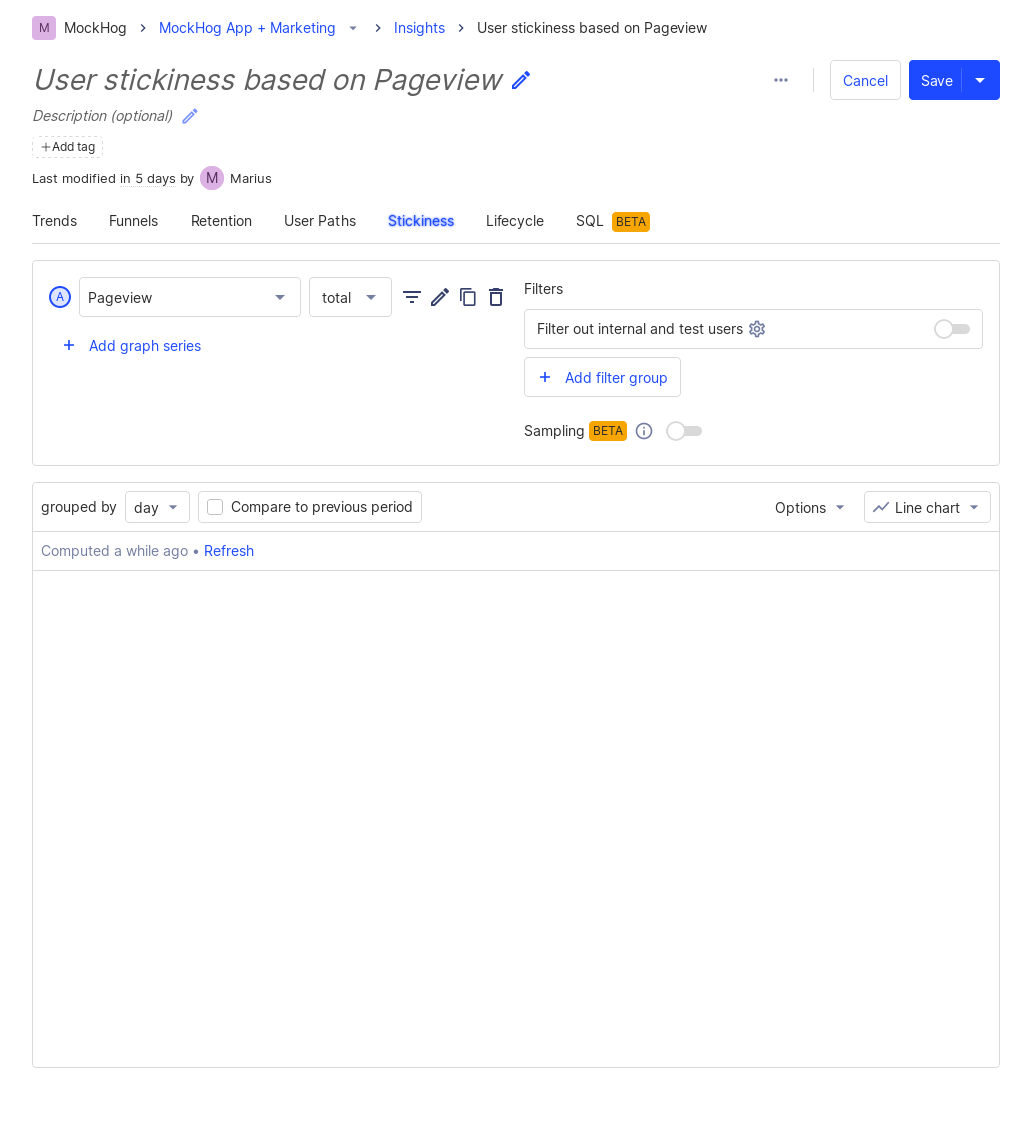 M MockHog MockHog App + Marketing Insights User stickiness based on Pageview
User stickiness based on Pageview
Cancel Save
Description (optional)
Add tag
Last modified in 5 days by M Marius
Trends Funnels Retention User Paths Stickiness Lifecycle SQL BETA
A Pageview total
Add graph series
Filters
Filter out internal and test users
Add filter group
Sampling BETA
grouped by day Compare to previous period Options Line chart
Computed a while ago • Refresh